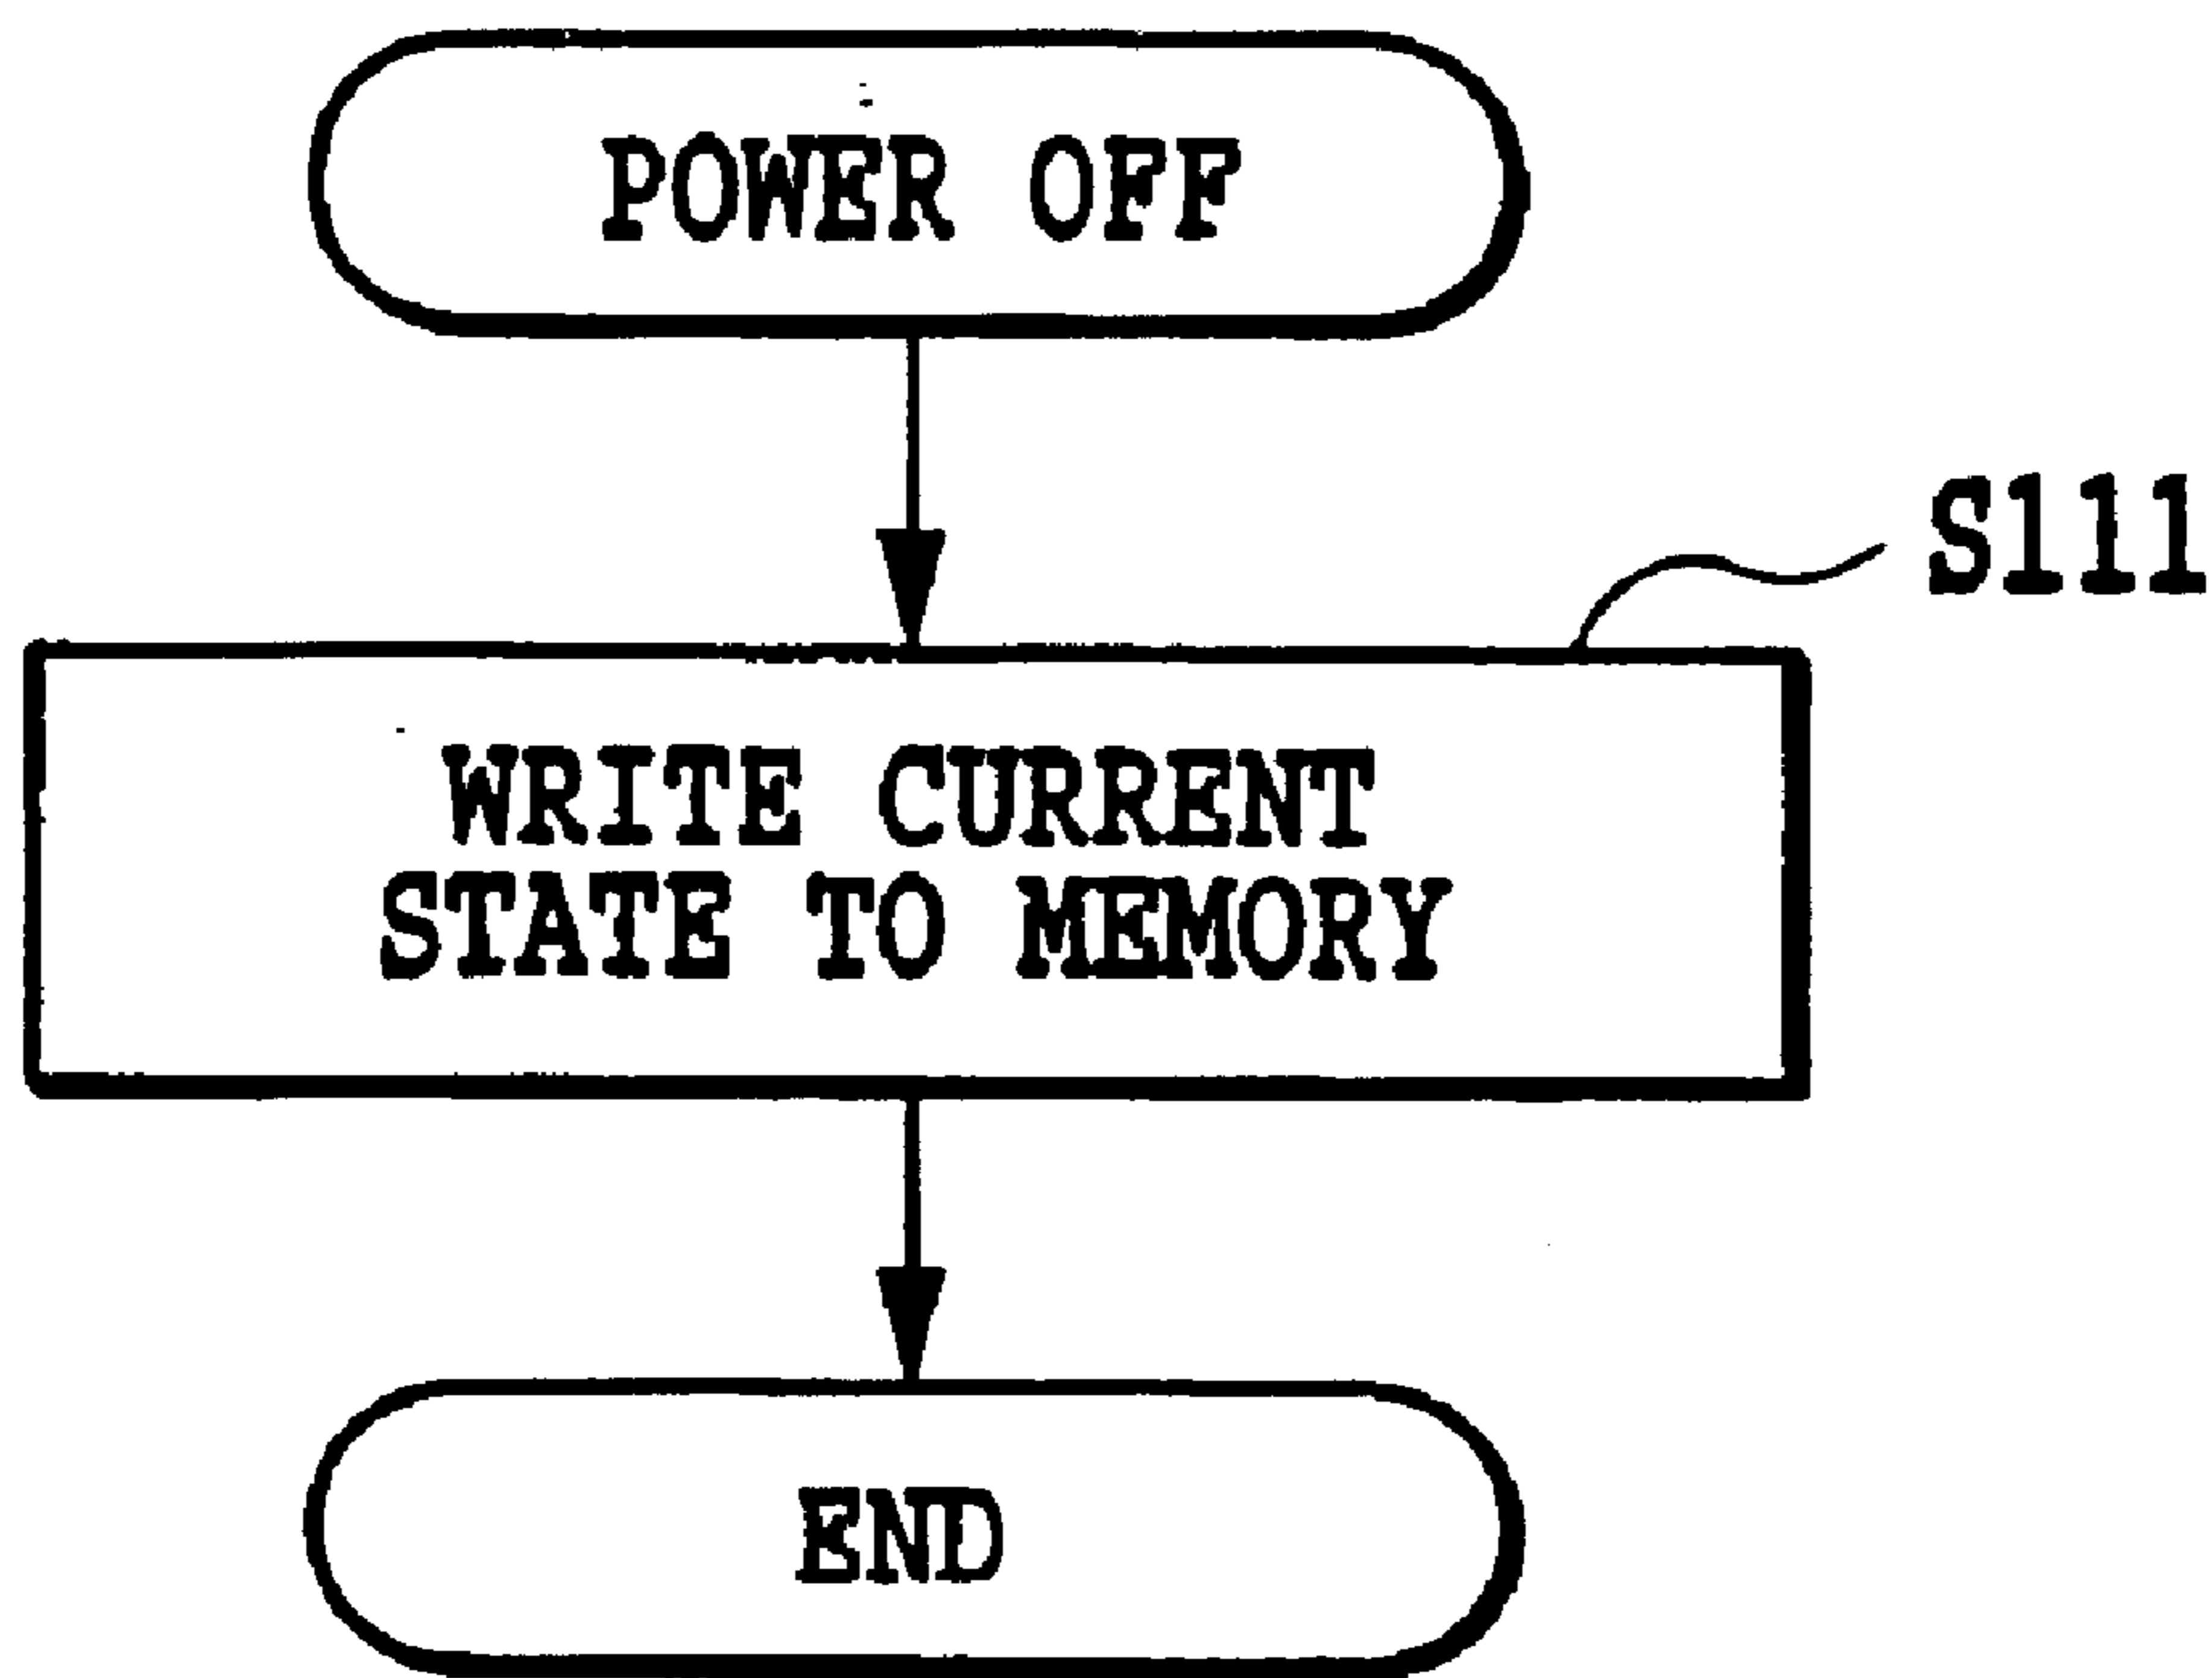 POWER OFF
S111
WRITE CURRENT
STATE TO MEMORY
END